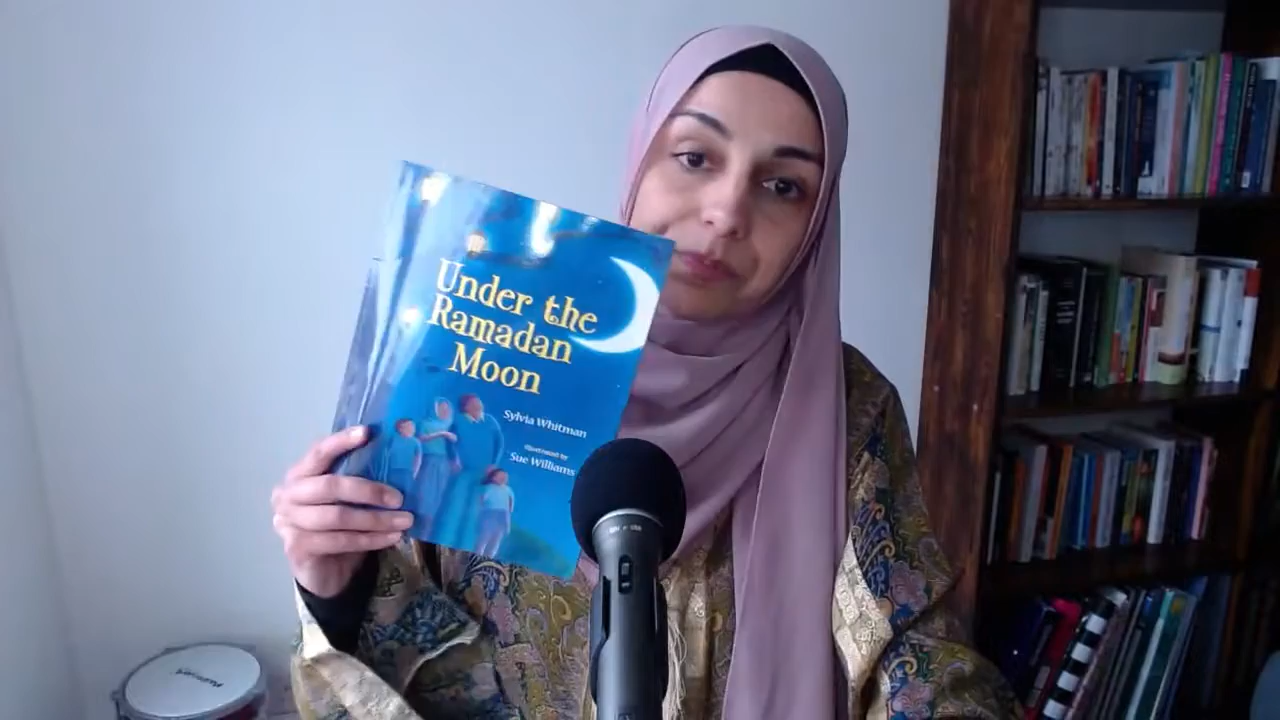 Under the
Ramadan
Moon
Sylvia Whitman
illustrated by
Sue Williams